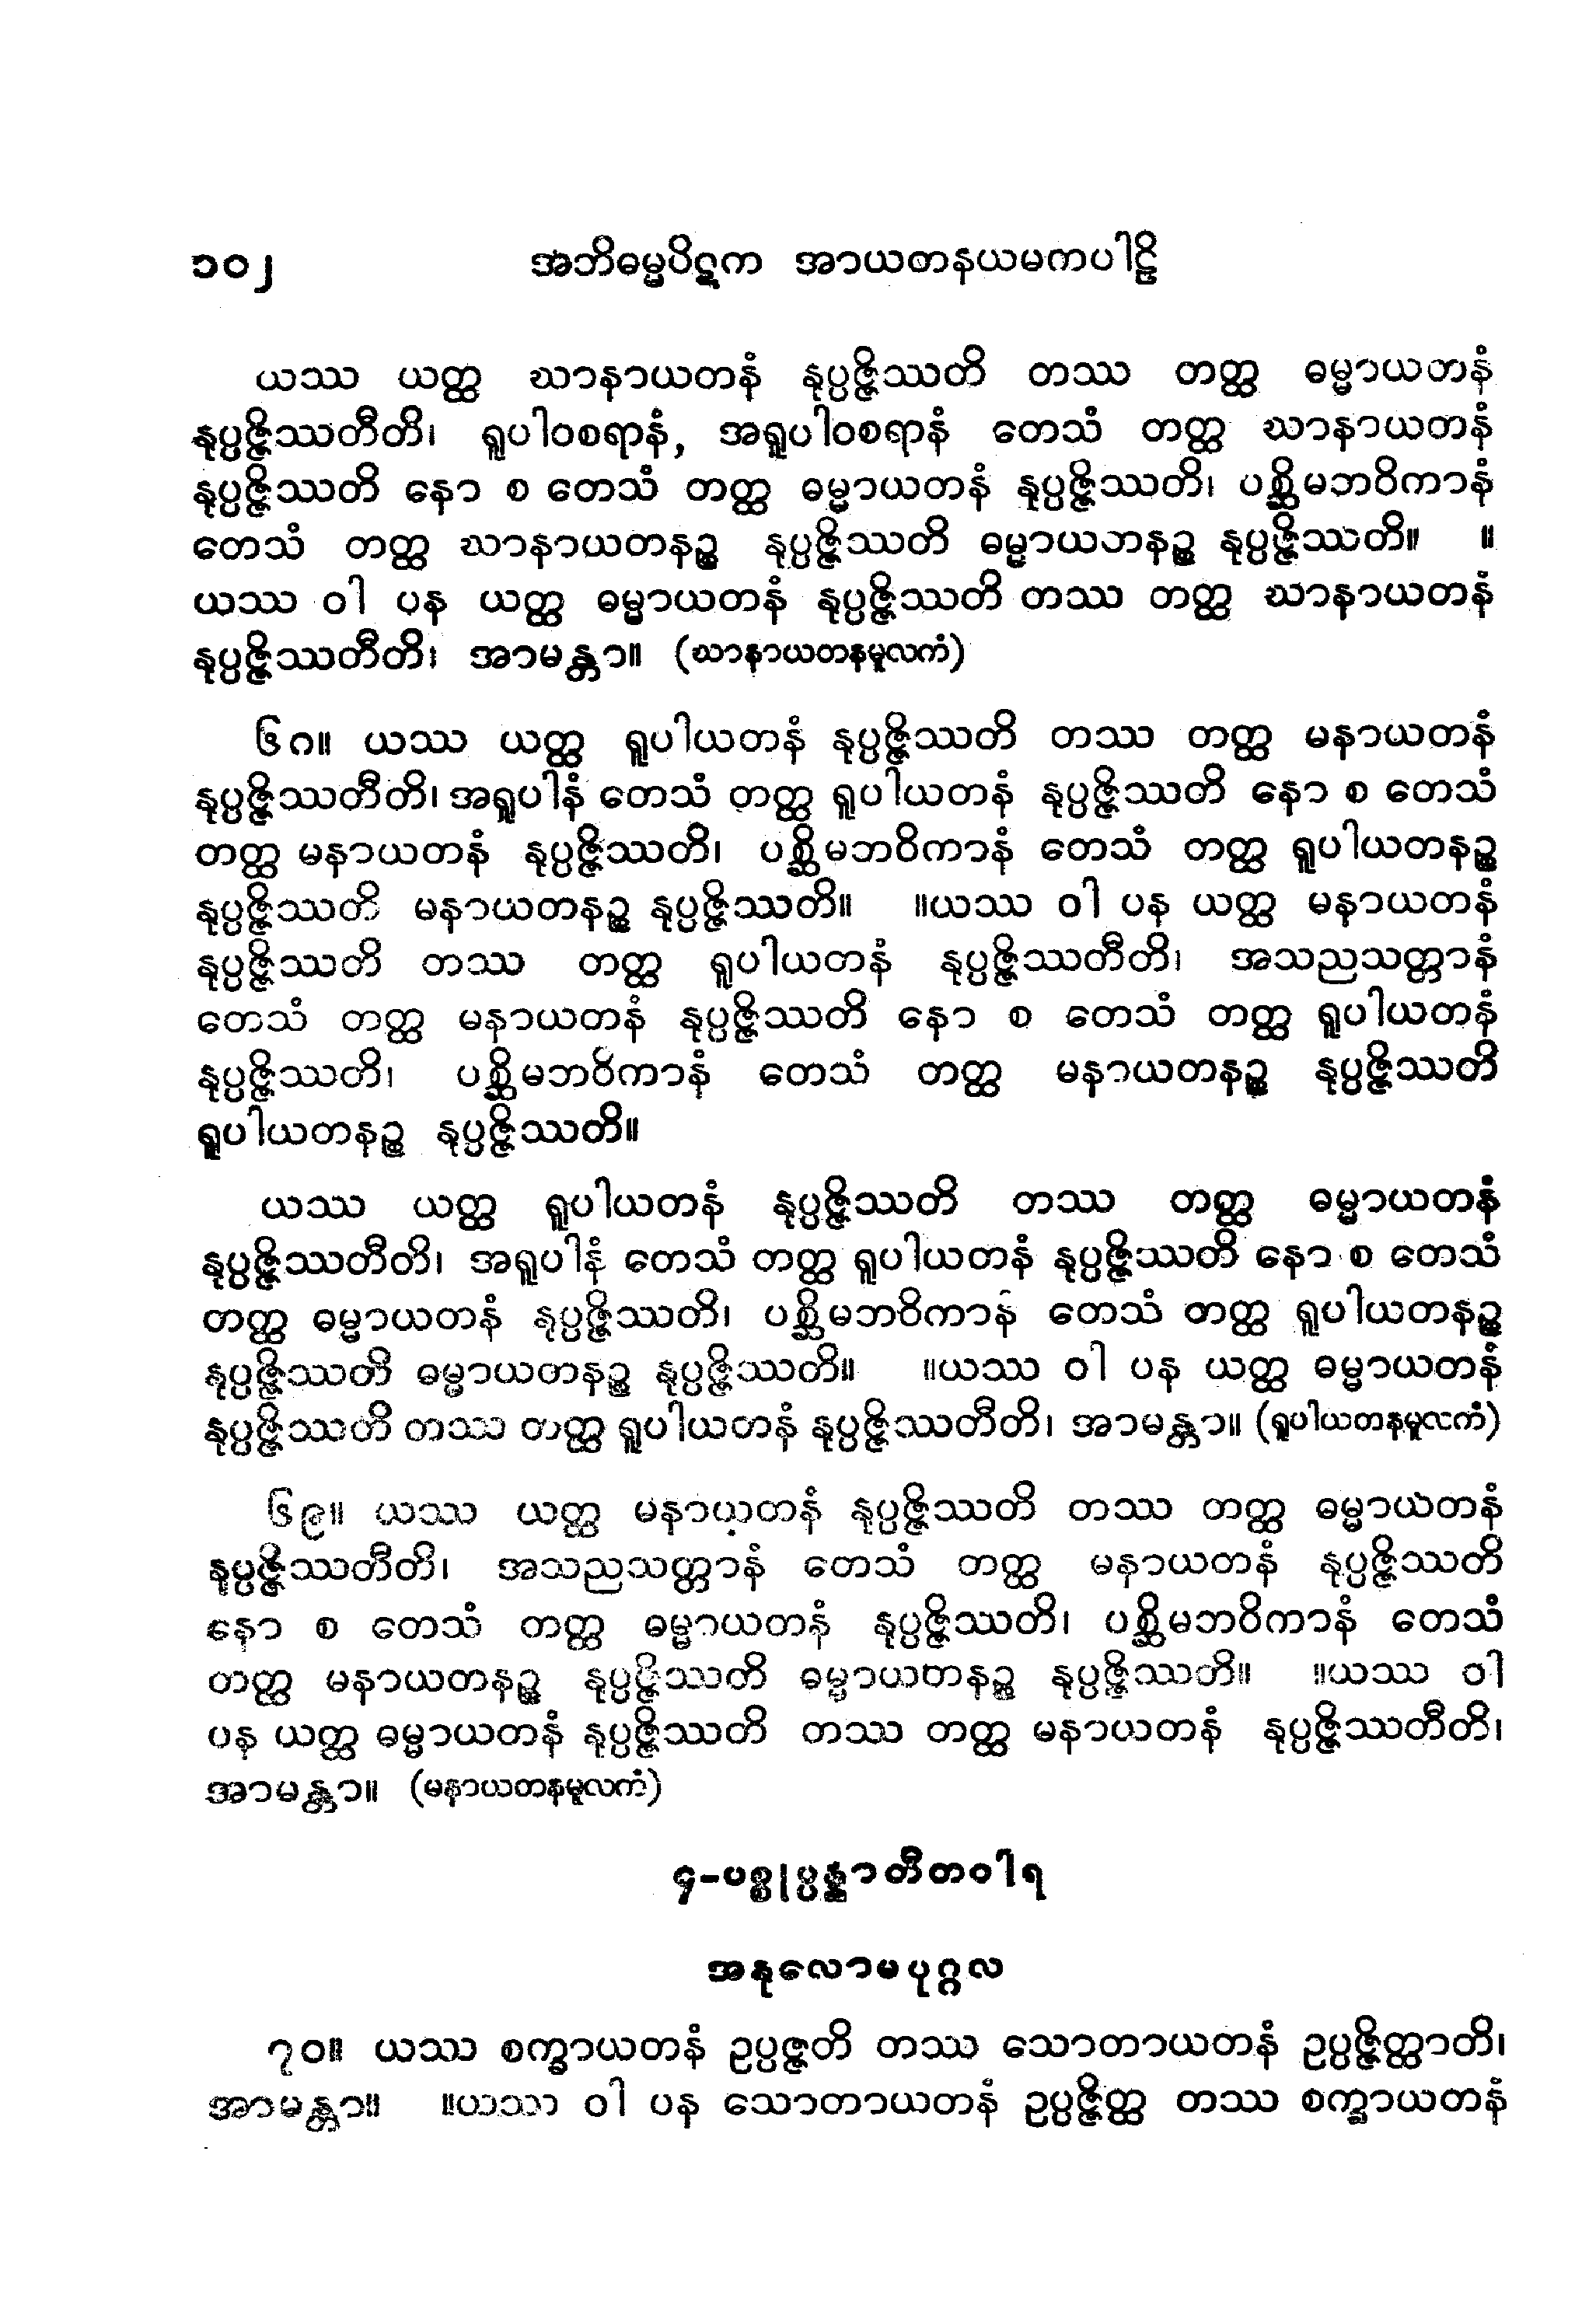 ၁၀၂ အဘိဓမ္မပိဋက အာယတနယမကပါဠိ
ယဿ ယတ္ထ ဃာနာယတနံ နုပ္ပဇ္ဇိဿတိ တဿ တတ္ထ ဓမ္မာယတနံ
နုပ္ပဇ္ဇိဿတီတိ၊ ရူပါဝစရာနံ, အရူပါဝစရာနံ တေသံ တတ္ထ ဃာနာယတနံ
နုပ္ပဇ္ဇိဿတိ နော စ တေသံ တတ္ထ ဓမ္မာယတနံ နုပ္ပဇ္ဇိဿတိ၊ ပစ္ဆိမဘဝိကာနံ
တေသံ တတ္ထ ဃာနာယတနဉ္စ နုပ္ပဇ္ဇိဿတိ ဓမ္မာယတနဉ္စ နုပ္ပဇ္ဇိဿတိ။ ။
ယဿ ဝါ ပန ယတ္ထ ဓမ္မာယတနံ နုပ္ပဇ္ဇိဿတိ တဿ တတ္ထ ဃာနာယတနံ
နုပ္ပဇ္ဇိဿတီတိ၊ အာမန္တာ။ (ဃာနာယတနမူလကံ)
၆၈။ ယဿ ယတ္ထ ရူပါယတနံ နုပ္ပဇ္ဇိဿတိ တဿ တတ္ထ မနာယတနံ
နုပ္ပဇ္ဇိဿတီတိ၊ အရူပါနံ တေသံ တတ္ထ ရူပါယတနံ နုပ္ပဇ္ဇိဿတိ နော စ တေသံ
တတ္ထ မနာယတနံ နုပ္ပဇ္ဇိဿတိ၊ ပစ္ဆိမဘဝိကာနံ တေသံ တတ္ထ ရူပါယတနဉ္စ
နုပ္ပဇ္ဇိဿတိ မနာယတနဉ္စ နုပ္ပဇ္ဇိဿတိ။ ။ယဿ ဝါ ပန ယတ္ထ မနာယတနံ
နုပ္ပဇ္ဇိဿတိ တဿ တတ္ထ ရူပါယတနံ နုပ္ပဇ္ဇိဿတီတိ၊ အသညသတ္တာနံ
တေသံ တတ္ထ မနာယတနံ နုပ္ပဇ္ဇိဿတိ နော စ တေသံ တတ္ထ ရူပါယတနံ
နုပ္ပဇ္ဇိဿတိ၊ ပစ္ဆိမဘဝိကာနံ တေသံ တတ္ထ မနာယတနဉ္စ နုပ္ပဇ္ဇိဿတိ
ရူပါယတနဉ္စ နုပ္ပဇ္ဇိဿတိ။
ယဿ ယတ္ထ ရူပါယတနံ နုပ္ပဇ္ဇိဿတိ တဿ တတ္ထ ဓမ္မာယတနံ
နုပ္ပဇ္ဇိဿတီတိ၊ အရူပါနံ တေသံ တတ္ထ ရူပါယတနံ နုပ္ပဇ္ဇိဿတိ နော စ တေသံ
တတ္ထ ဓမ္မာယတနံ နုပ္ပဇ္ဇိဿတိ၊ ပစ္ဆိမဘဝိကာနံ တေသံ တတ္ထ ရူပါယတနဉ္စ
နုပ္ပဇ္ဇိဿတိ ဓမ္မာယတနဉ္စ နုပ္ပဇ္ဇိဿတိ။ ။ယဿ ဝါ ပန ယတ္ထ ဓမ္မာယတနံ
နုပ္ပဇ္ဇိဿတိ တဿ တတ္ထ ရူပါယတနံ နုပ္ပဇ္ဇိဿတီတိ၊ အာမန္တာ။ (ရူပါယတနမူလကံ)
၆၉။ ယဿ ယတ္ထ မနာယတနံ နုပ္ပဇ္ဇိဿတိ တဿ တတ္ထ ဓမ္မာယတနံ
နုပ္ပဇ္ဇိဿတီတိ၊ အသညသတ္တာနံ တေသံ တတ္ထ မနာယတနံ နုပ္ပဇ္ဇိဿတိ
နော စ တေသံ တတ္ထ ဓမ္မာယတနံ နုပ္ပဇ္ဇိဿတိ၊ ပစ္ဆိမဘဝိကာနံ တေသံ
တတ္ထ မနာယတနဉ္စ နုပ္ပဇ္ဇိဿတိ ဓမ္မာယတနဉ္စ နုပ္ပဇ္ဇိဿတိ။ ။ယဿ ဝါ
ပန ယတ္ထ ဓမ္မာယတနံ နုပ္ပဇ္ဇိဿတိ တဿ တတ္ထ မနာယတနံ နုပ္ပဇ္ဇိဿတီတိ၊
အာမန္တာ။ (မနာယတနမူလကံ)
၄-ပစ္စုပ္ပန္နာတီတဝါရ
အနုလောမပုဂ္ဂလ
၇၀။ ယဿ စက္ခာယတနံ ဥပ္ပဇ္ဇတိ တဿ သောတာယတနံ ဥပ္ပဇ္ဇိတ္ထာတိ၊
အာမန္တာ။ ။ယဿ ဝါ ပန သောတာယတနံ ဥပ္ပဇ္ဇိတ္ထ တဿ စက္ခာယတနံ